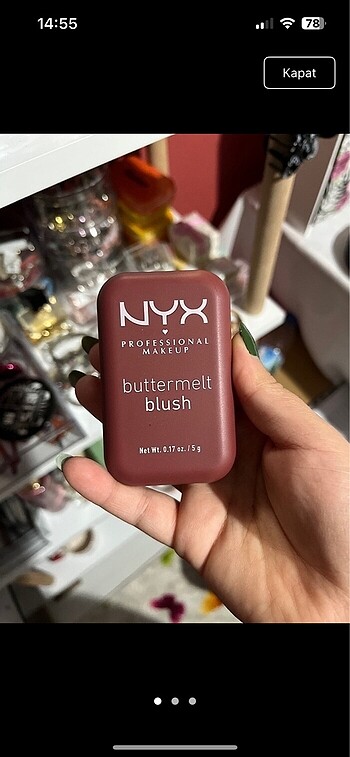 14:55
78
Kapat
NYX
PROFESSIONAL
MAKEUP
buttermelt
blush
Net Wt. 0.17 oz. / 5 g